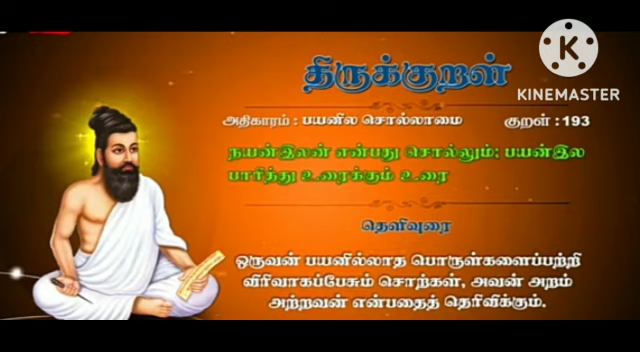 திருக்குறள்
KINEMASTER
அதிகாரம் : பயனில சொல்லாமை குறள் : 193
நயன்இலன் என்பது சொல்லும்; பயன்இல
பாரித்து உரைக்கும் உரை
தெளிவுரை
ஒருவன் பயனில்லாத பொருள்களைப்பற்றி
விரிவாகப்பேசும் சொற்கள், அவன் அறம்
அற்றவன் என்பதைத் தெரிவிக்கும்.